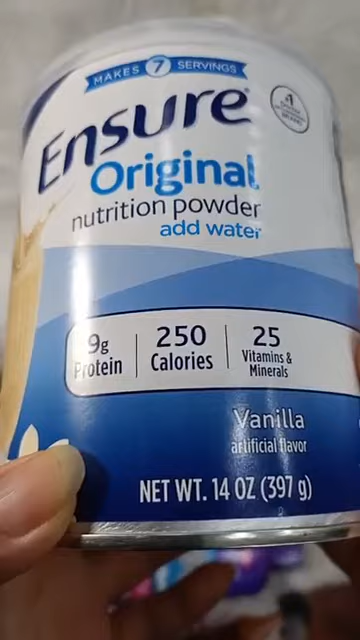 MAKES 7 SERVINGS
Ensure®
#1
Original
nutrition powder
add water
9g Protein
250 Calories
25 Vitamins & Minerals
Vanilla
artificial flavor
NET WT. 14 OZ (397 g)